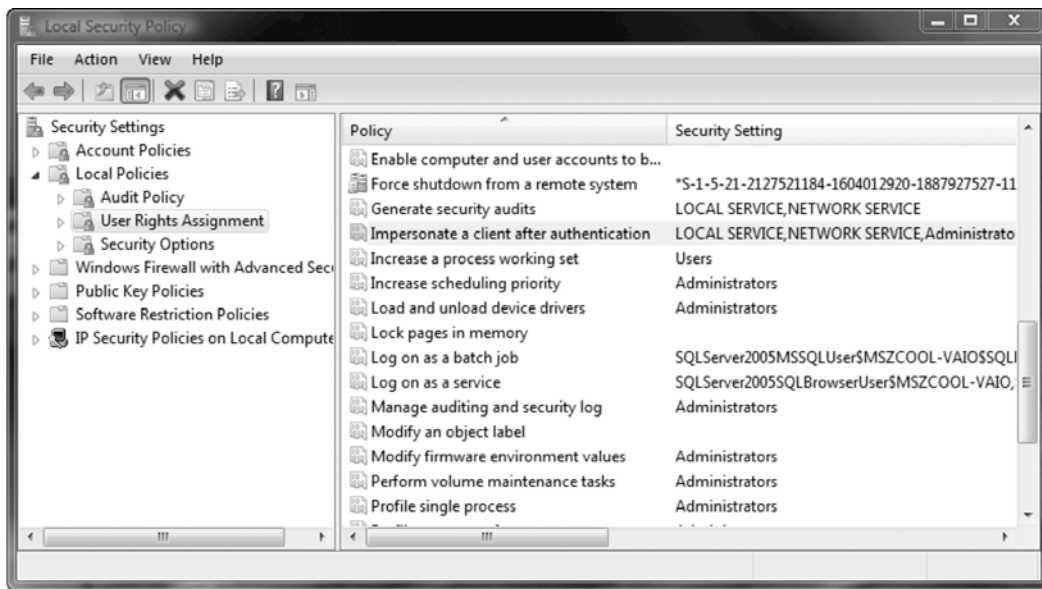 Local Security Policy
File Action View Help
Security Settings
Account Policies
Local Policies
Audit Policy
User Rights Assignment
Security Options
Windows Firewall with Advanced Secu
Public Key Policies
Software Restriction Policies
IP Security Policies on Local Compute
Policy Security Setting
Enable computer and user accounts to b...
Force shutdown from a remote system *S-1-5-21-2127521184-1604012920-1887927527-11
Generate security audits LOCAL SERVICE,NETWORK SERVICE
Impersonate a client after authentication LOCAL SERVICE,NETWORK SERVICE,Administrato
Increase a process working set Users
Increase scheduling priority Administrators
Load and unload device drivers Administrators
Lock pages in memory
Log on as a batch job SQLServer2005MSSQLUser$MSZCOOL-VAIO$SQLI
Log on as a service SQLServer2005SQLBrowserUser$MSZCOOL-VAIO,
Manage auditing and security log Administrators
Modify an object label
Modify firmware environment values Administrators
Perform volume maintenance tasks Administrators
Profile single process Administrators